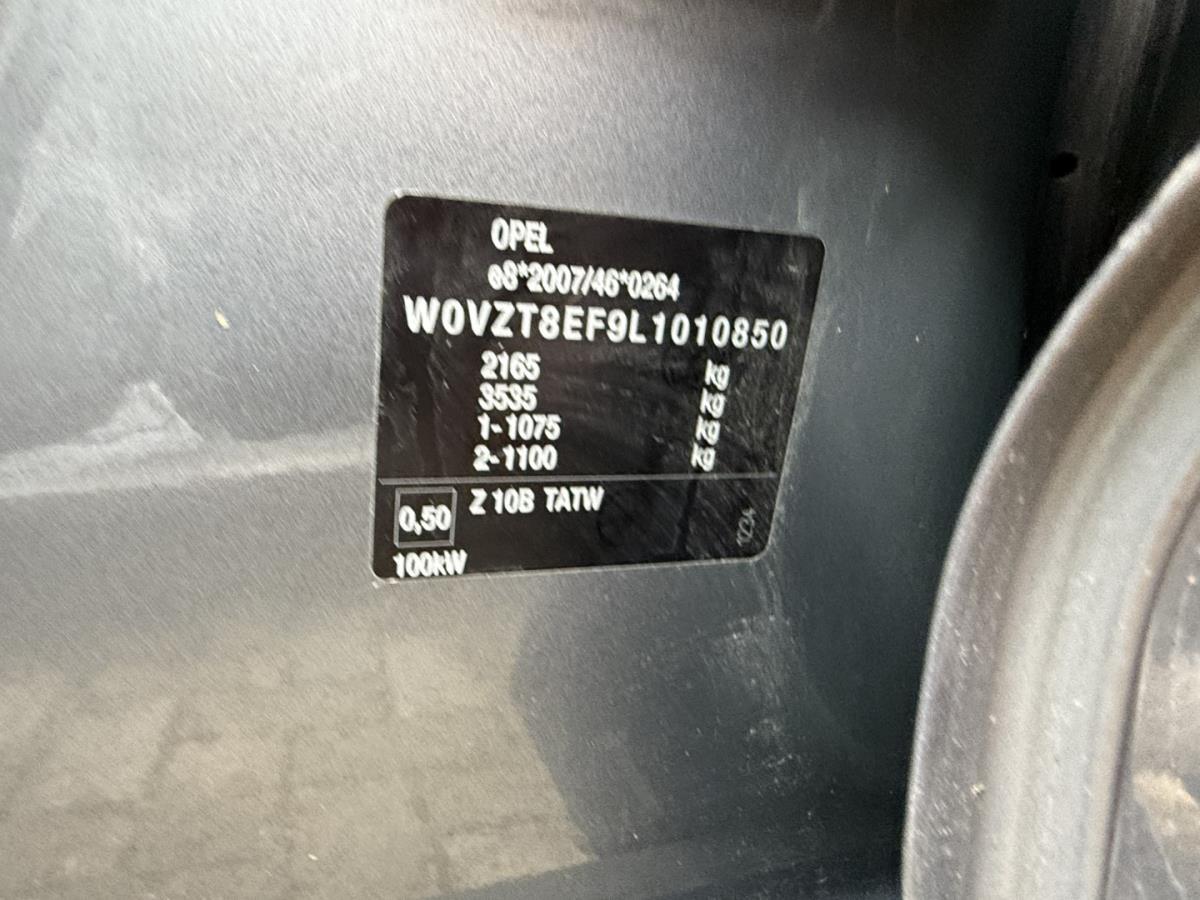 OPEL
e8*2007/46*0264
W0VZT8EF9L1010850
2165 kg
3535 kg
1-1075 kg
2-1100 kg
0,50 Z 10B TATW
100kW